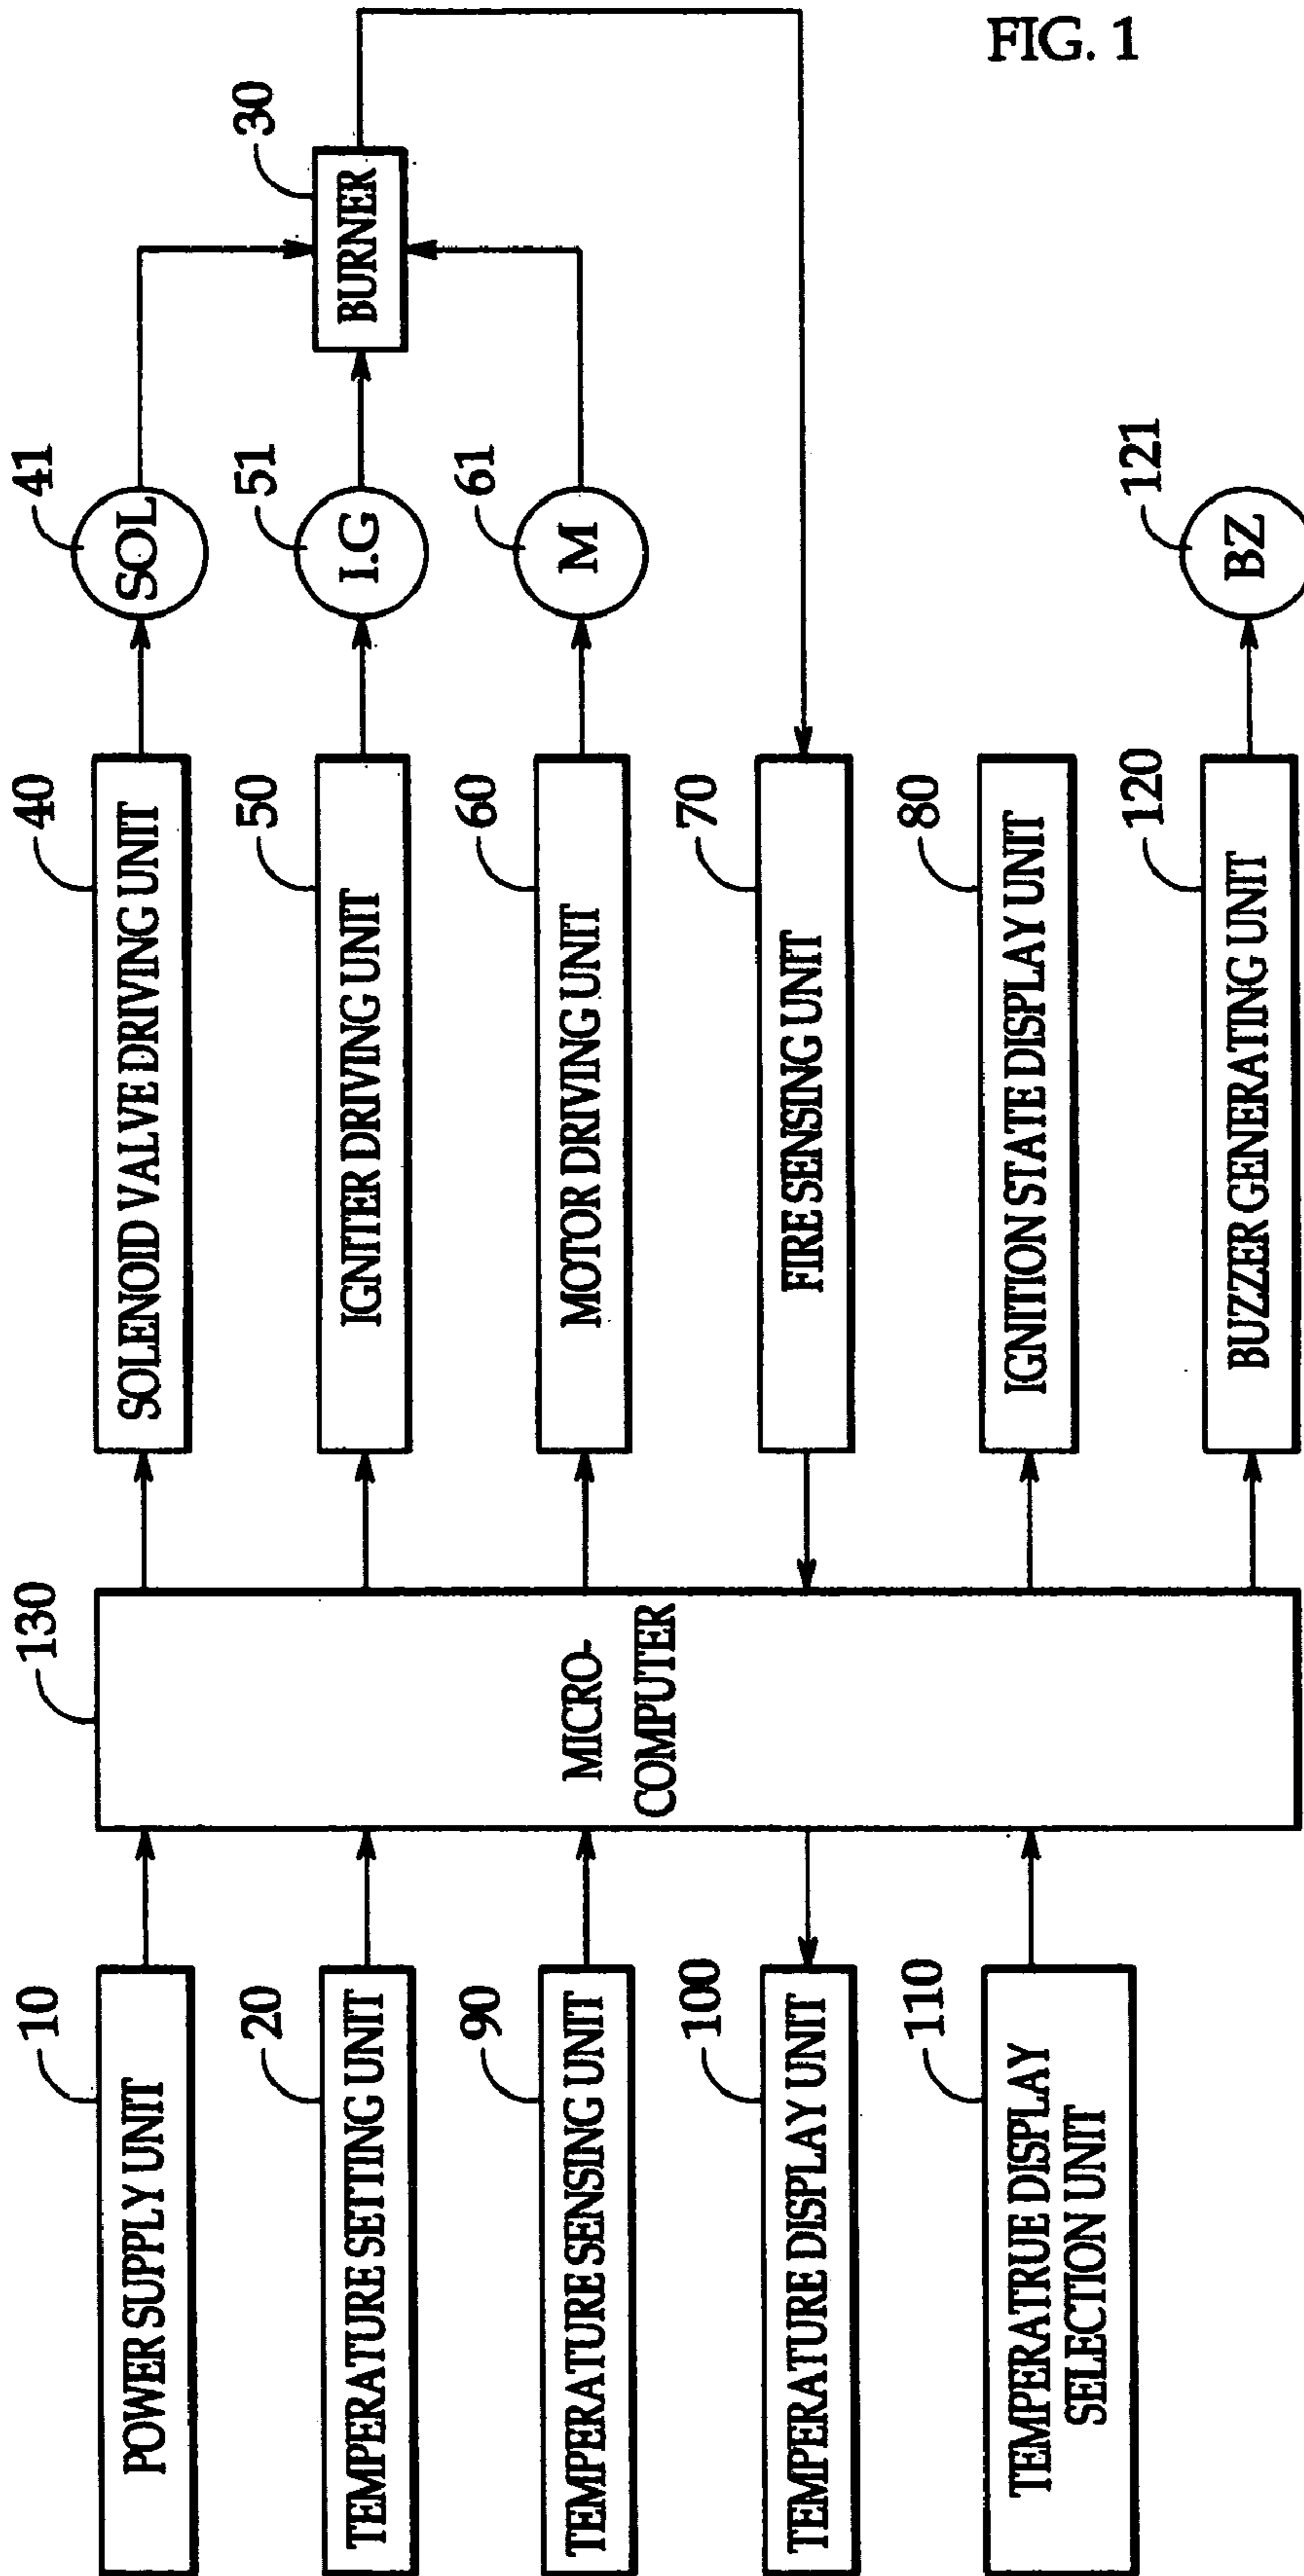 FIG. 1
10
POWER SUPPLY UNIT
20
TEMPERATURE SETTING UNIT
90
TEMPERATURE SENSING UNIT
100
TEMPERATURE DISPLAY UNIT
110
TEMPERATRUE DISPLAY
SELECTION UNIT
130
MICRO-
COMPUTER
40
SOLENOID VALVE DRIVING UNIT
50
IGNITER DRIVING UNIT
60
MOTOR DRIVING UNIT
70
FIRE SENSING UNIT
80
IGNITION STATE DISPLAY UNIT
120
BUZZER GENERATING UNIT
41
SOL
51
I.G
61
M
121
BZ
30
BURNER